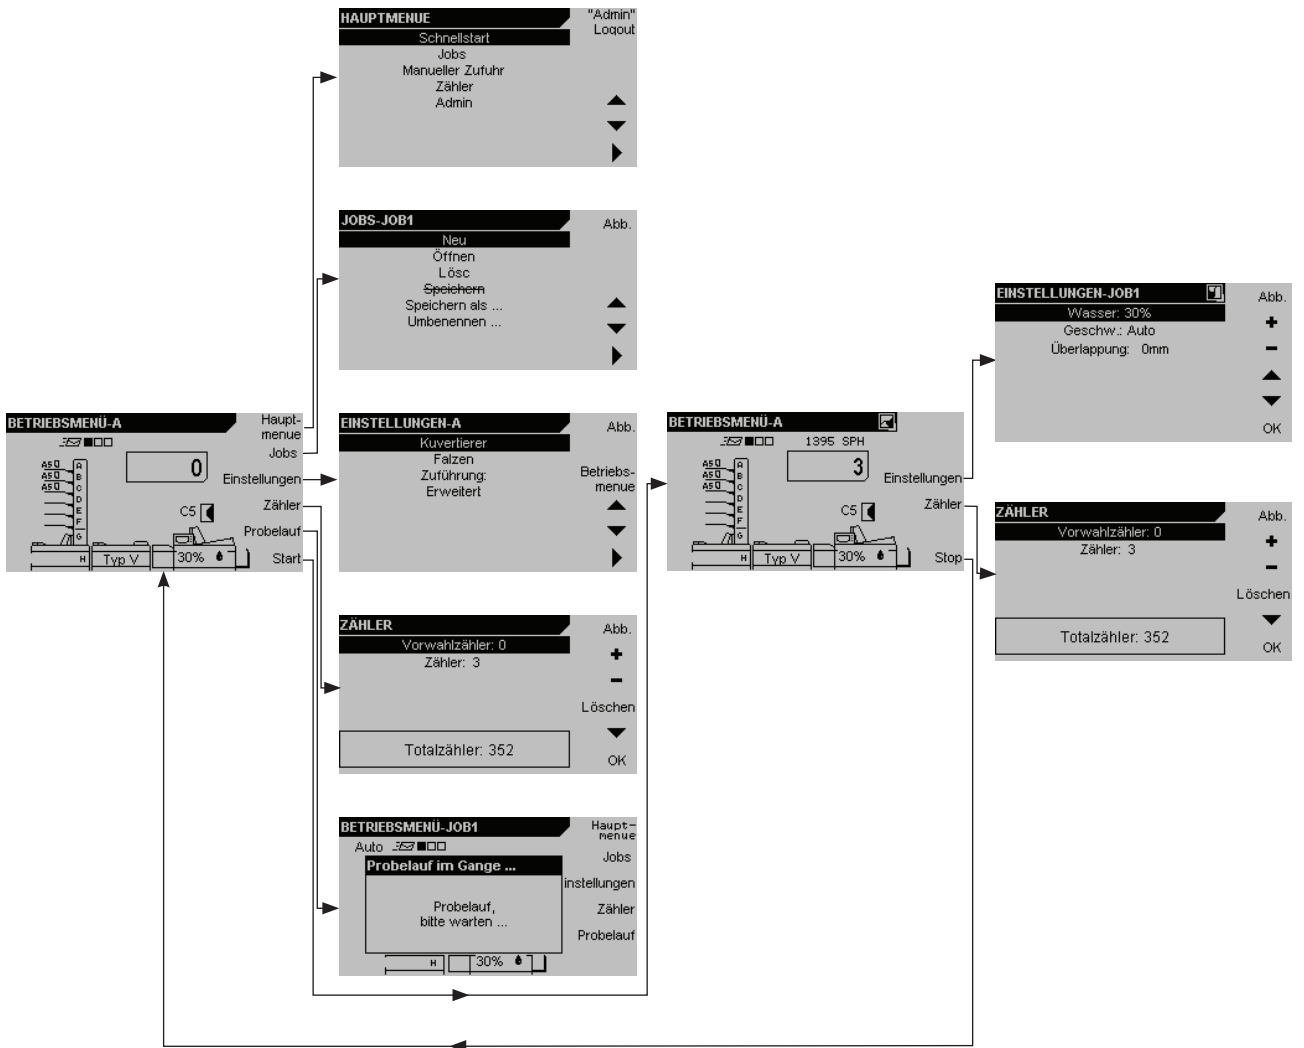 HAUPTMENUE
"Admin"
Logout
Schnellstart
Jobs
Manueller Zufuhr
Zähler
Admin
JOBS-JOB1
Abb.
Neu
Öffnen
Lösc
Speichern
Speichern als ...
Umbenennen ...
BETRIEBSMENÜ-A
Haupt-
menue
Jobs
Einstellungen
Zähler
Probelauf
Start
0
A5
A5
A
B
C
D
E
F
G
C5
H
Typ V
30%
EINSTELLUNGEN-A
Abb.
Kuvertierer
Falzen
Zuführung:
Erweitert
Betriebs-
menue
ZÄHLER
Abb.
Vorwahlzähler: 0
Zähler: 3
+
-
Löschen
Totalzähler: 352
OK
BETRIEBSMENÜ-JOB1
Haupt-
menue
Auto
Jobs
Probelauf im Gange ...
instellungen
Probelauf,
bitte warten ...
Zähler
Probelauf
H
30%
BETRIEBSMENÜ-A
1395 SPH
3
Einstellungen
Zähler
Stop
A5
A5
A5
A
B
C
D
E
F
G
C5
H
Typ V
30%
EINSTELLUNGEN-JOB1
Abb.
Wasser: 30%
Geschw.: Auto
Überlappung: 0mm
+
-
OK
ZÄHLER
Abb.
Vorwahlzähler: 0
Zähler: 3
+
-
Löschen
Totalzähler: 352
OK